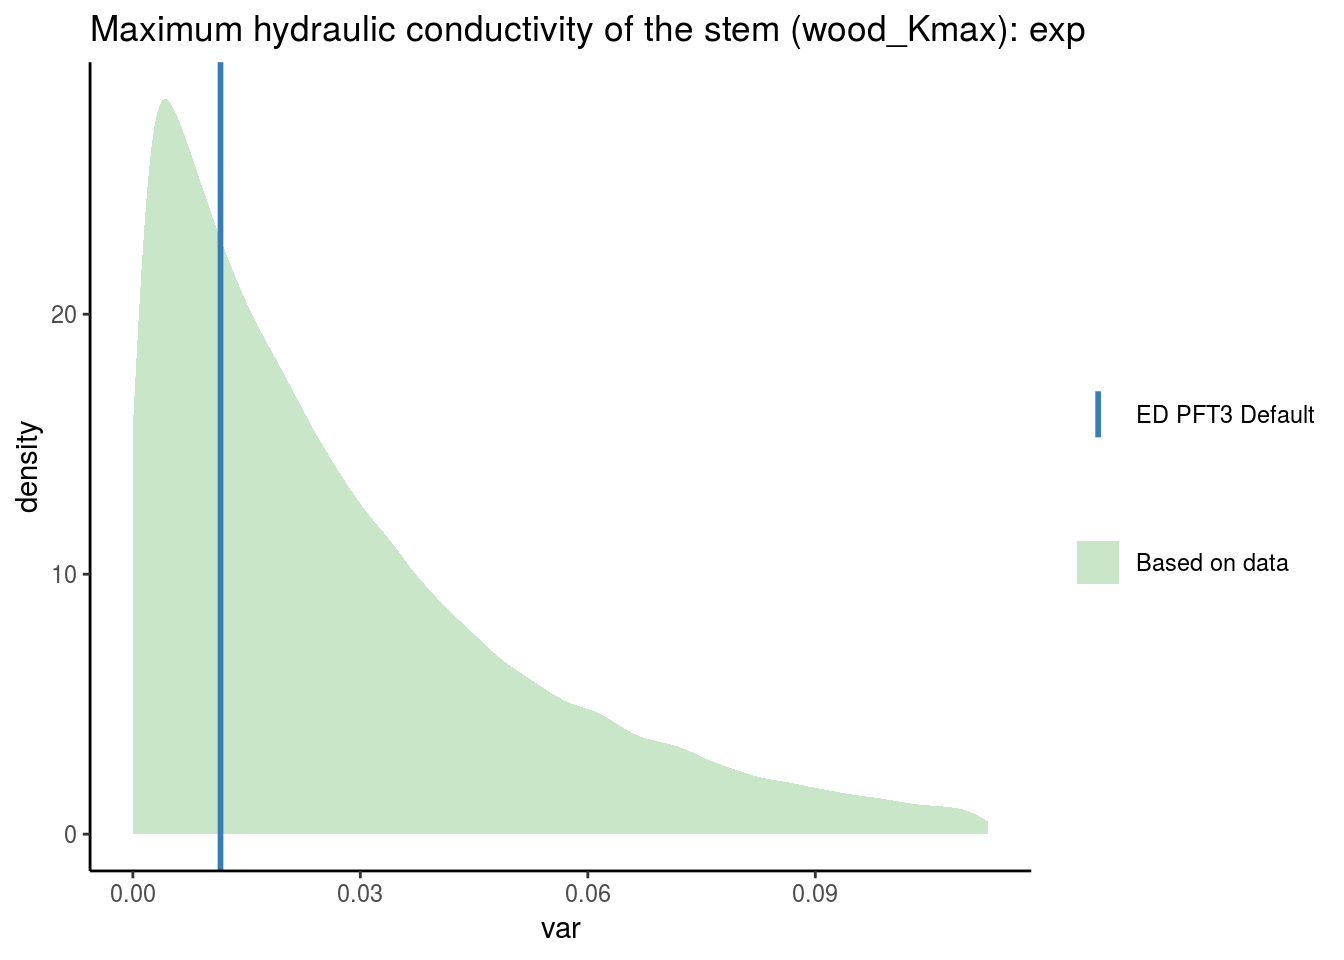 Maximum hydraulic conductivity of the stem (wood_Kmax): exp
density
20
10
0
0.00
0.03
0.06
0.09
var
ED PFT3 Default
Based on data